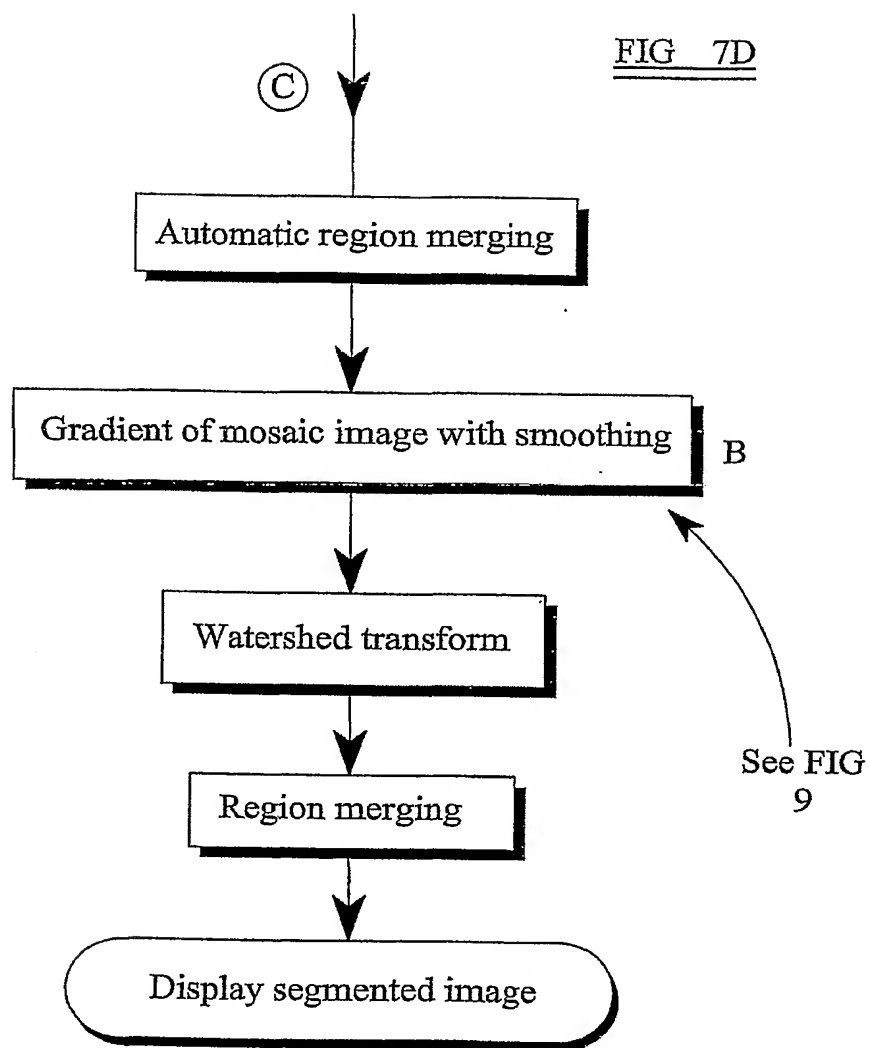 FIG 7D
C
Automatic region merging
Gradient of mosaic image with smoothing
B
Watershed transform
Region merging
See FIG
9
Display segmented image